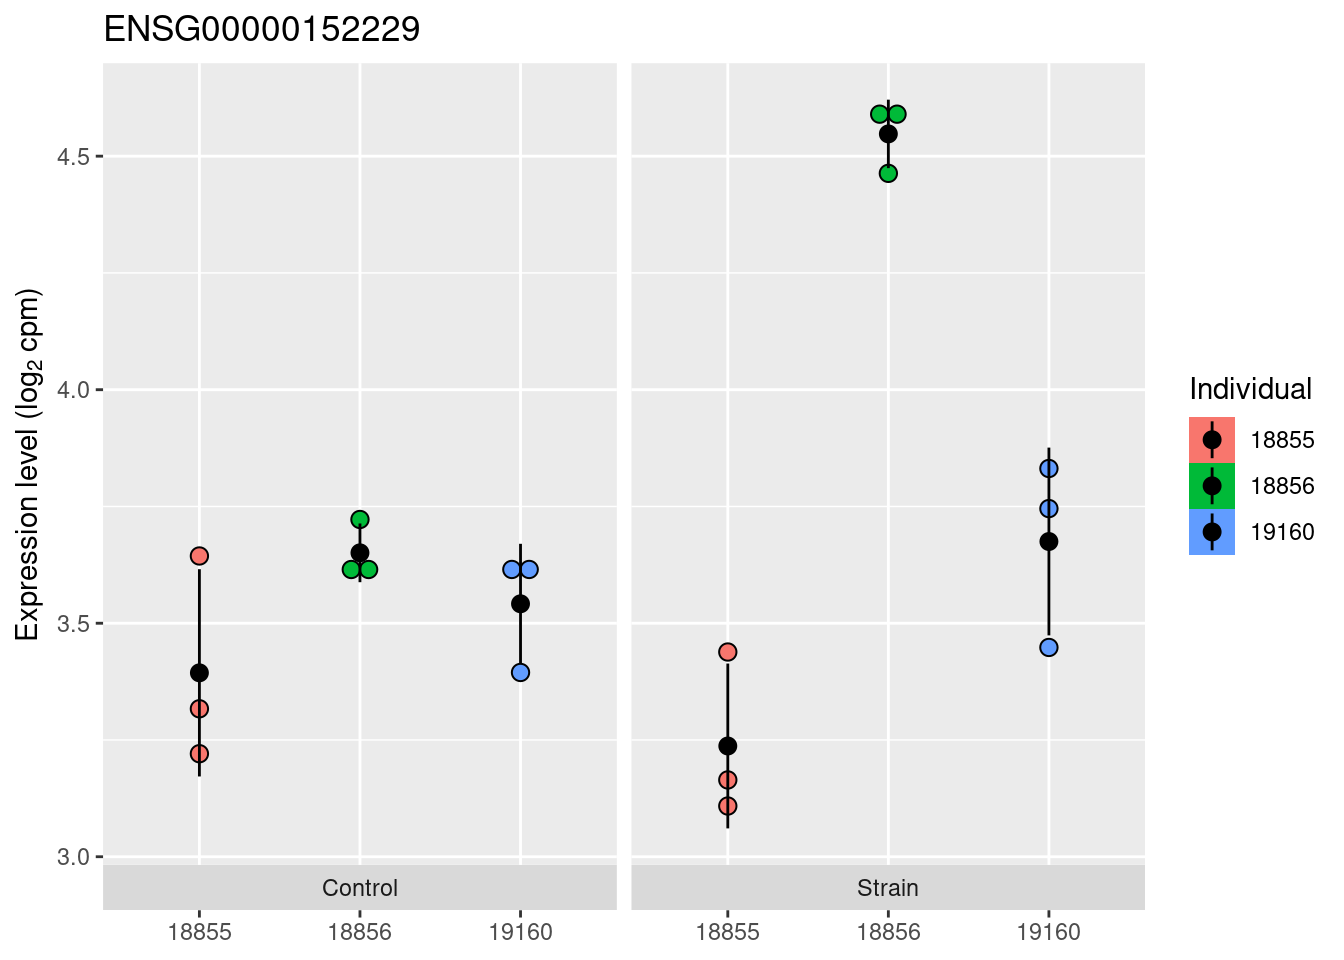 ENSG00000152229
Expression level (log₂ cpm)
4.5
4.0
3.5
3.0
Control
Strain
18855 18856 19160
18855 18856 19160
Individual
18855
18856
19160